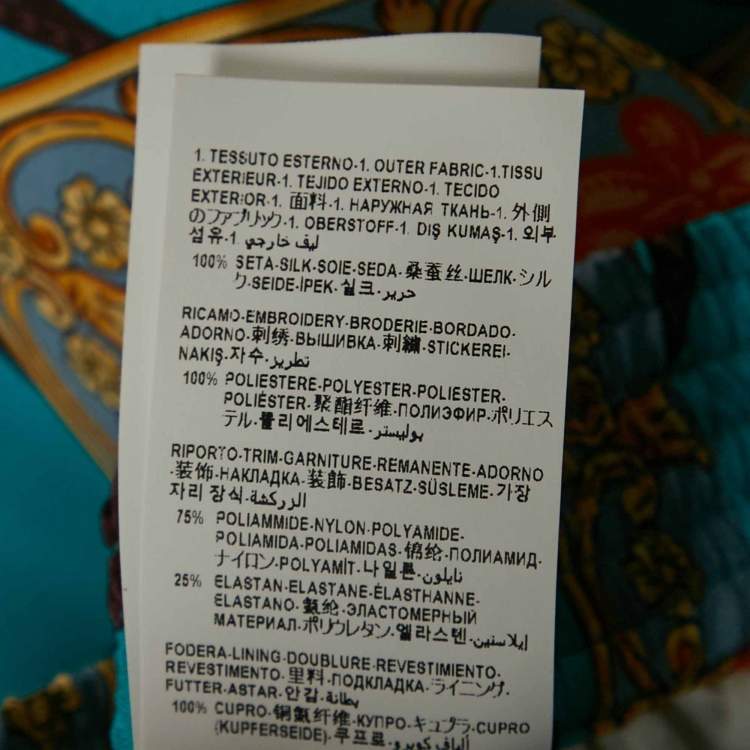 1. TESSUTO ESTERNO-1. OUTER FABRIC-1.TISSU
EXTERIEUR-1. TEJIDO EXTERNO-1. TECIDO
EXTERIOR-1. 面料-1. НАРУЖНАЯ ТКАНЬ-1. 外側
のファブリック-1. OBERSTOFF-1. DIŞ KUMAŞ-1. 외부
섬유-1 ليف خارجي
100% SETA-SILK-SOIE-SEDA-桑蚕丝-ШЕЛК-シル
ク-SEIDE-İPEK-실크-حرير
RICAMO-EMBROIDERY-BRODERIE-BORDADO-
ADORNO-刺绣-ВЫШИВКА-刺繍-STICKEREI-
NAKIŞ-자수-تطريز
100% POLIESTERE-POLYESTER-POLIESTER-
POLIÉSTER-聚酯纤维-ПОЛИЭФИР-ポリエス
テル-폴리에스테르-بوليستر
RIPORTO-TRIM-GARNITURE-REMANENTE-ADORNO
-装饰-НАКЛАДКА-装飾-BESATZ-SÜSLEME-가장
자리 장식-الزركشة
75% POLIAMMIDE-NYLON-POLYAMIDE-
POLIAMIDA-POLIAMIDAS-锦纶-ПОЛИАМИД-
ナイロン-POLYAMİT-나일론-نايلون
25% ELASTAN-ELASTANE-ÉLASTHANNE-
ELASTANO-氨纶-ЭЛАСТОМЕРНЫЙ
МАТЕРИАЛ-ポリウレタン-엘라스텐-إيلاستين
FODERA-LINING-DOUBLURE-REVESTIMIENTO-
REVESTIMENTO-里料-ПОДКЛАДКА-ライニング-
FUTTER-ASTAR-안감-بطانة
100% CUPRO-铜氨纤维-КУПРО-キュプラ-CUPRO
(KUPFERSEIDE)-쿠프로-ألياف كوبرو